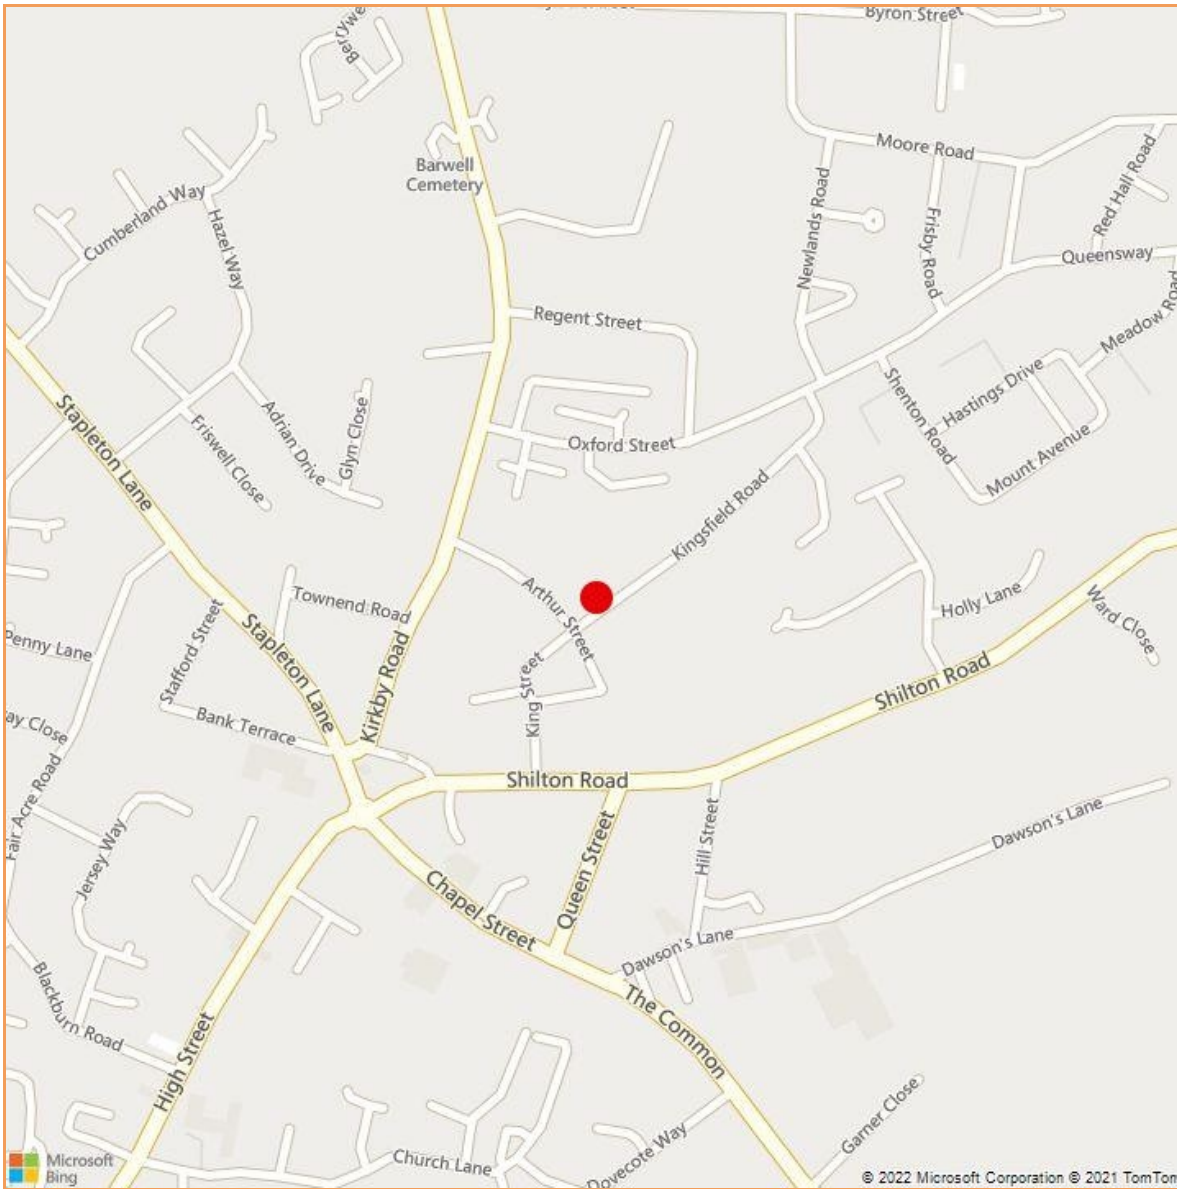 Byron Street
Berrywe
Moore Road
Barwell
Cemetery
Red Hall Road
Cumberland Way
Hazel Way
Newlands Road
Frisby Road
Queensway
Meadow Road
Regent Street
Hastings Drive
Shenton Road
Stapleton Lane
Adrian Drive
Glyn Close
Friswell Close
Oxford Street
Mount Avenue
Kingsfield Road
Arthur Street
Townend Road
Holly Lane
Ward Close
Stafford Street
Stapleton Lane
Penny Lane
Kirkby Road
King Street
Shilton Road
ay Close
Bank Terrace
Shilton Road
Fair Acre Road
Jersey Way
Queen Street
Hill Street
Dawson's Lane
Chapel Street
Dawson's Lane
Blackburn Road
The Common
High Street
Garner Close
Church Lane
Dovecote Way
Microsoft
Bing
© 2022 Microsoft Corporation © 2021 TomTom